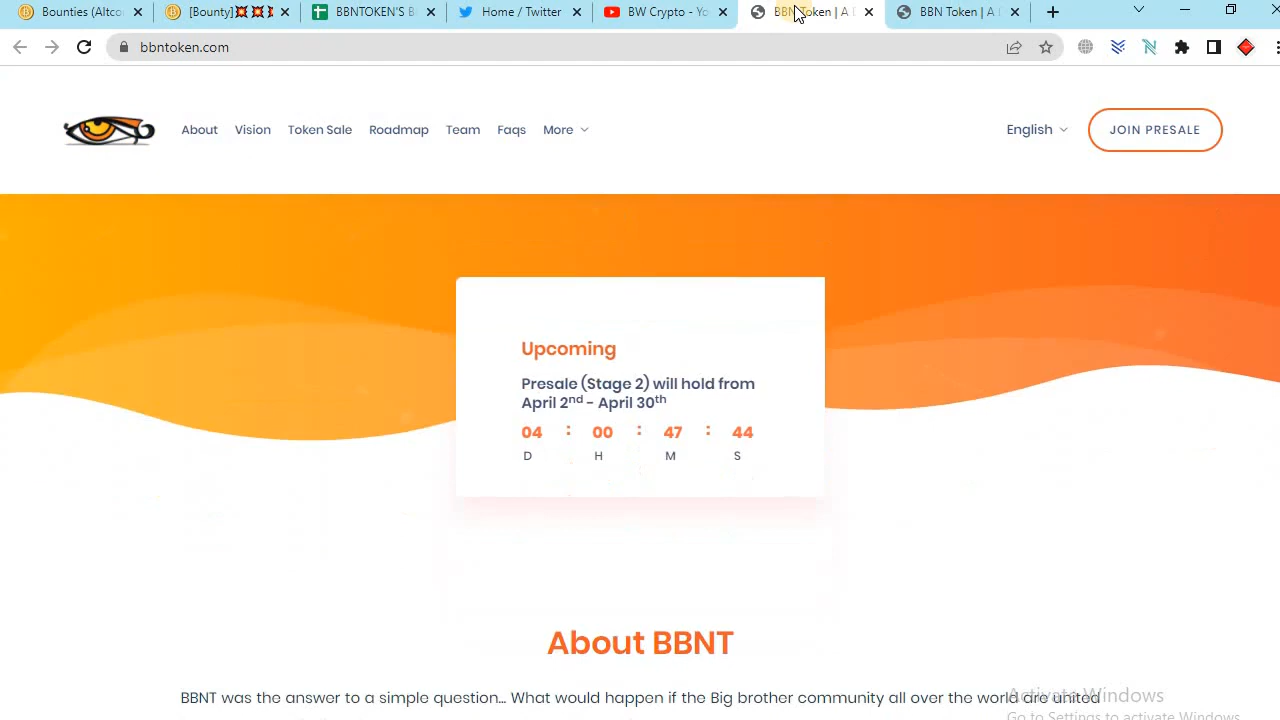 Bounties (Altco
[Bounty]💥💥💥
BBNTOKEN'S B
Home / Twitter
BW Crypto - Yo
BBN Token | A D
BBN Token | A D
bbntoken.com
About
Vision
Token Sale
Roadmap
Team
Faqs
More
English
JOIN PRESALE
Upcoming
Presale (Stage 2) will hold from
April 2nd - April 30th
04 : 00 : 47 : 44
D H M S
About BBNT
BBNT was the answer to a simple question... What would happen if the Big brother community all over the world are united
Activate Windows
Go to Settings to activate Windows.